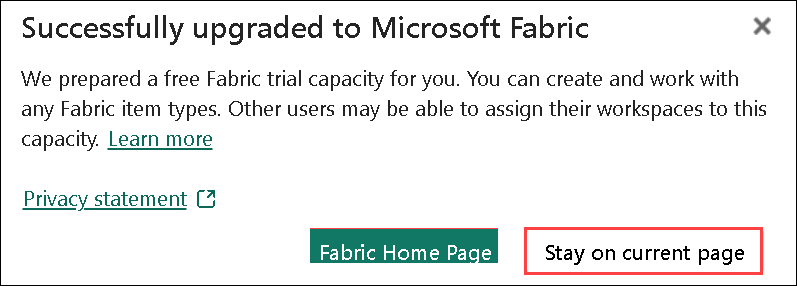 Successfully upgraded to Microsoft Fabric
We prepared a free Fabric trial capacity for you. You can create and work with
any Fabric item types. Other users may be able to assign their workspaces to this
capacity. Learn more
Privacy statement
Fabric Home Page
Stay on current page